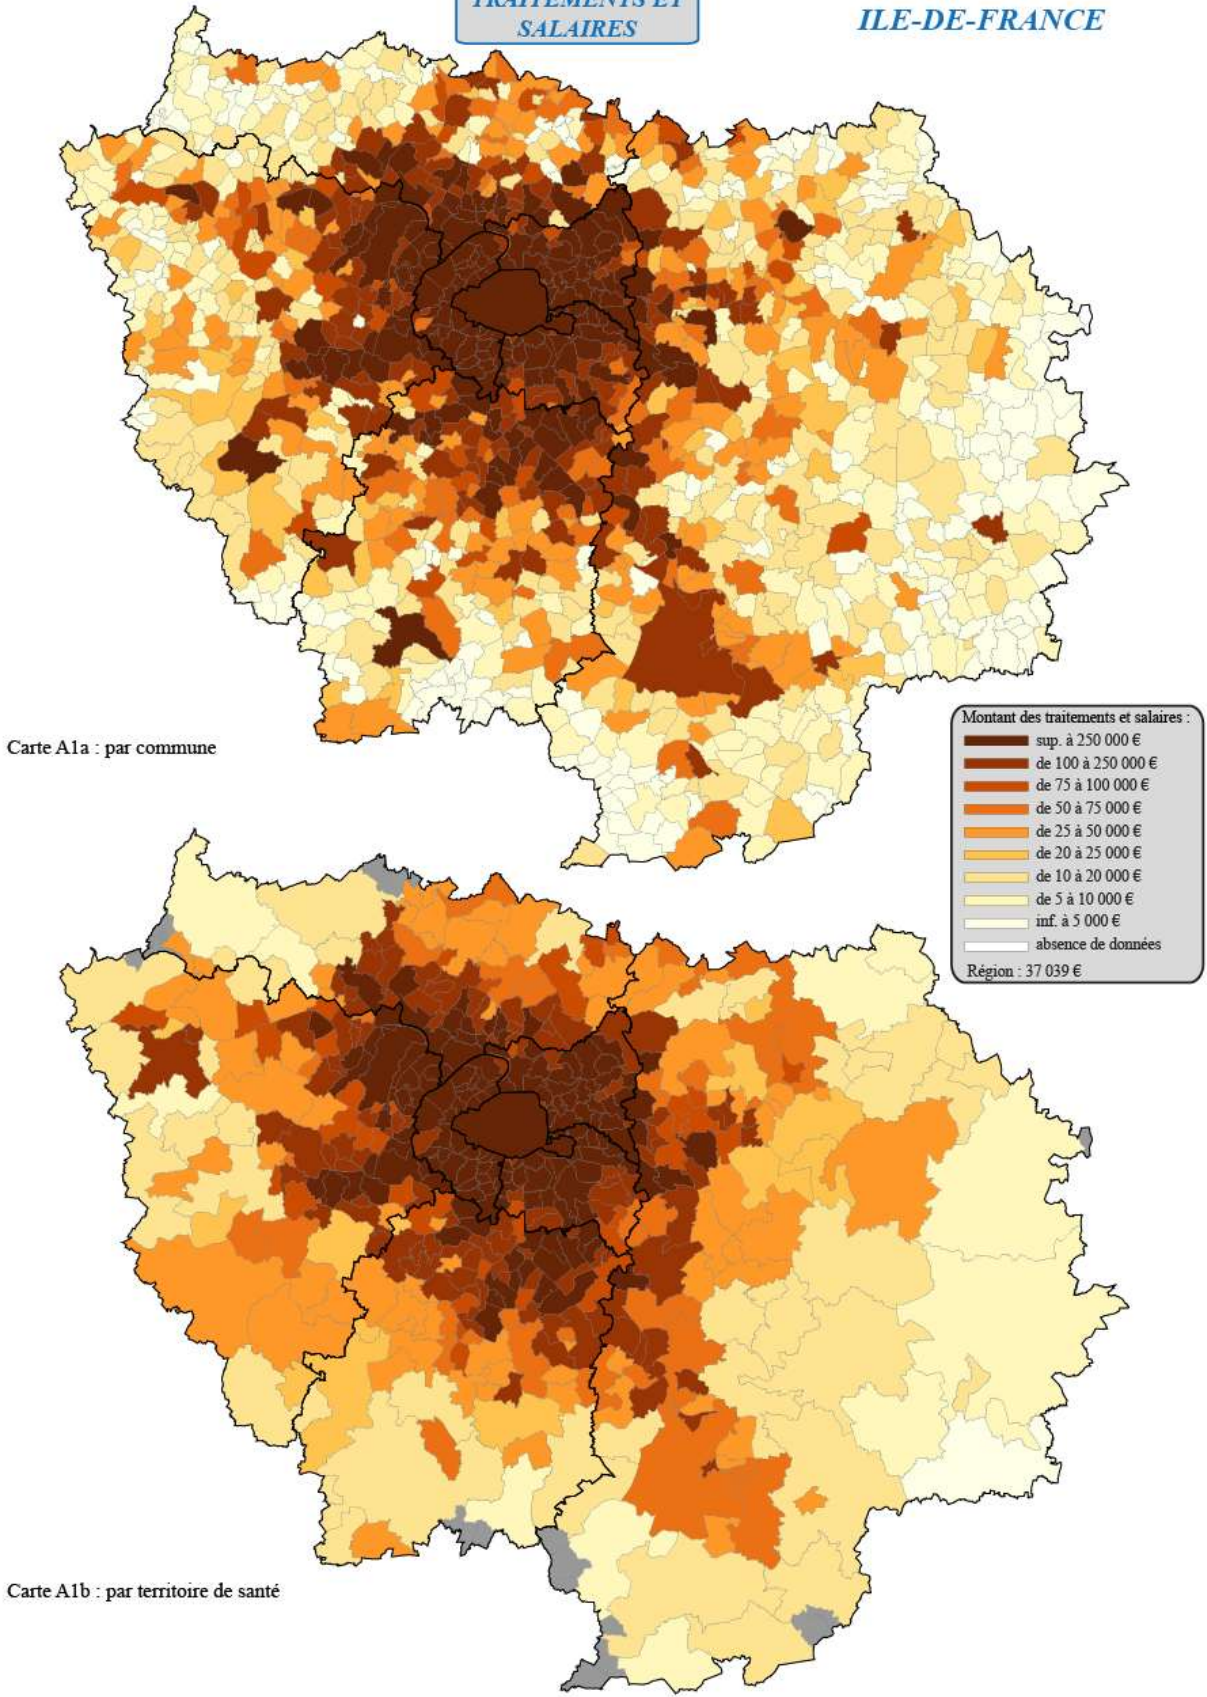 TRAITEMENTS ET
SALAIRES
ILE-DE-FRANCE
Carte A1a : par commune
Montant des traitements et salaires :
sup. à 250 000 €
de 100 à 250 000 €
de 75 à 100 000 €
de 50 à 75 000 €
de 25 à 50 000 €
de 20 à 25 000 €
de 10 à 20 000 €
de 5 à 10 000 €
inf. à 5 000 €
absence de données
Région : 37 039 €
Carte A1b : par territoire de santé